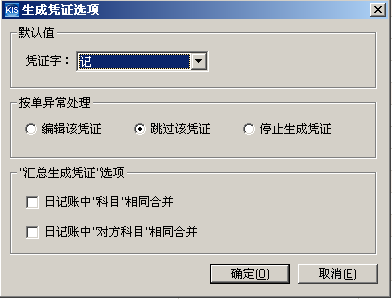 KIS 生成凭证选项
默认值
凭证字：记
按单异常处理
编辑该凭证 跳过该凭证 停止生成凭证
"汇总生成凭证"选项
日记账中"科目"相同合并
日记账中"对方科目"相同合并
确定(O) 取消(E)